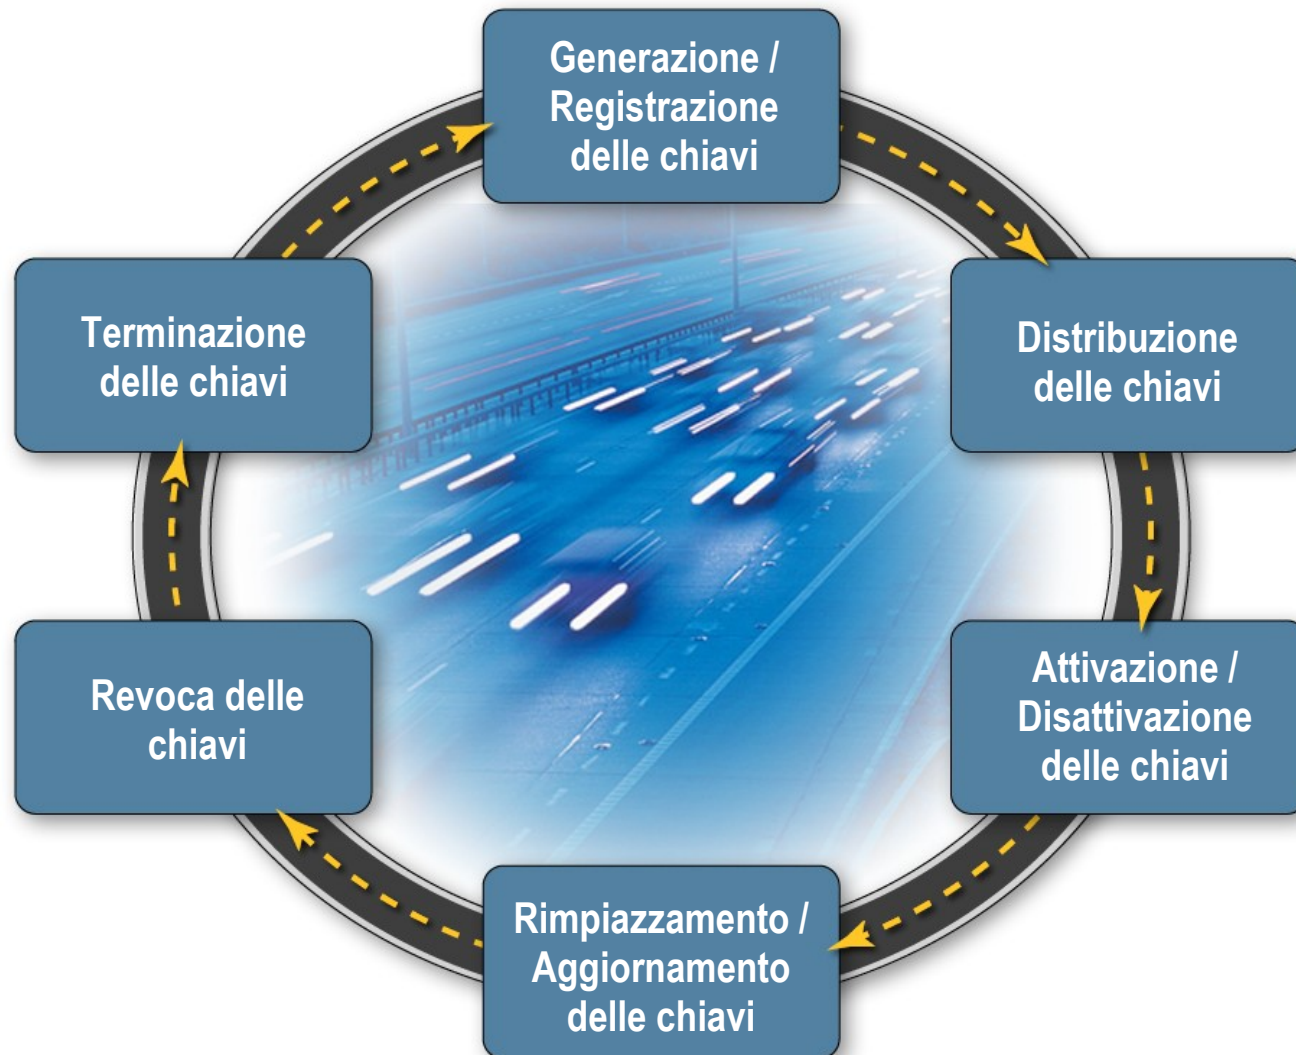 Generazione /
Registrazione
delle chiavi
Distribuzione
delle chiavi
Attivazione /
Disattivazione
delle chiavi
Rimpiazzamento /
Aggiornamento
delle chiavi
Revoca delle
chiavi
Terminazione
delle chiavi